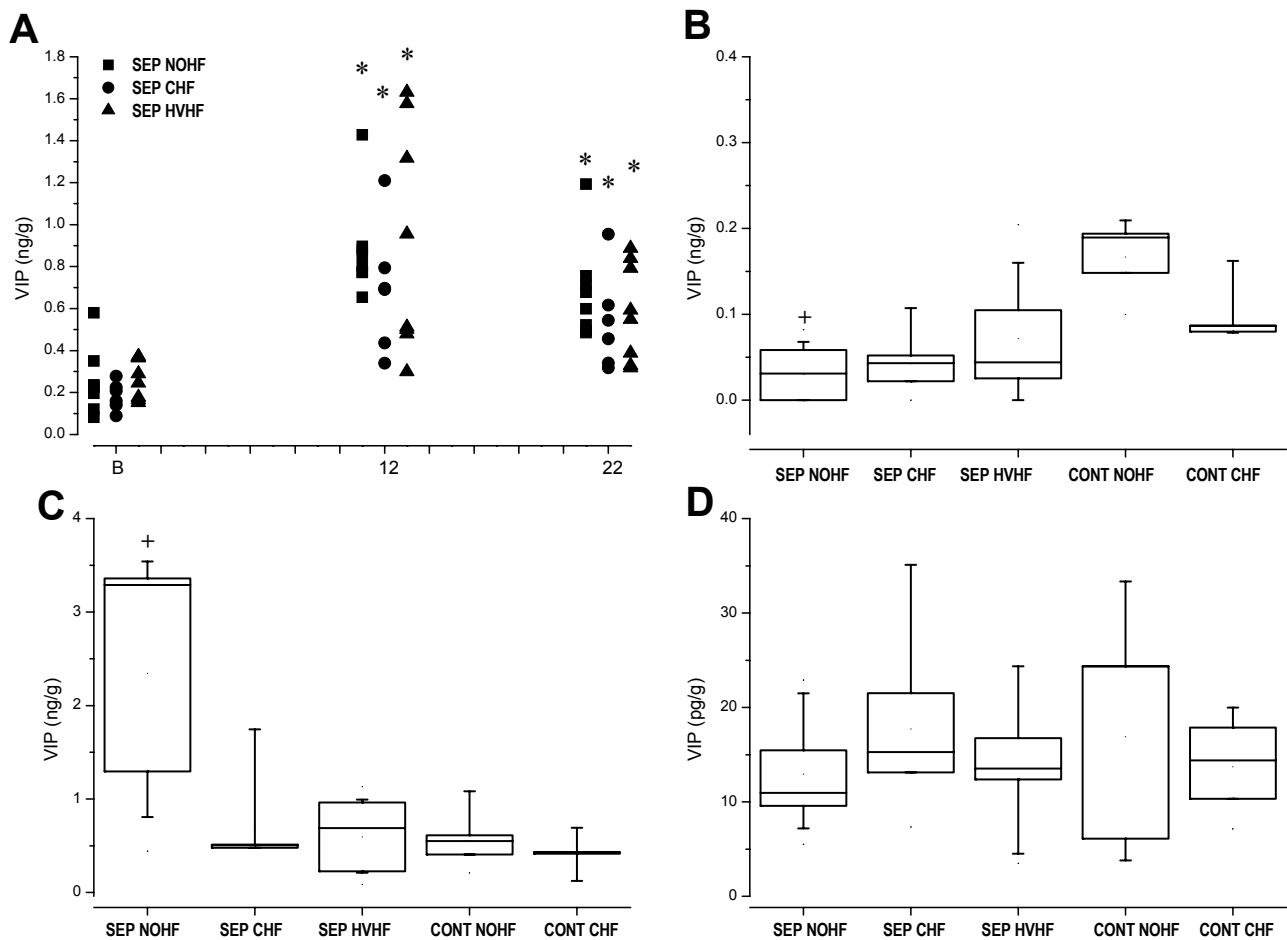 A
VIP (ng/g)
1.8
1.6
1.4
1.2
1.0
0.8
0.6
0.4
0.2
0.0
SEP NOHF
SEP CHF
SEP HVHF
* * *
* * *
B 12 22
B
VIP (ng/g)
0.4
0.3
0.2
0.1
0.0
+
SEP NOHF SEP CHF SEP HVHF CONT NOHF CONT CHF
C
VIP (ng/g)
4
3
2
1
0
+
SEP NOHF SEP CHF SEP HVHF CONT NOHF CONT CHF
D
VIP (pg/g)
40
30
20
10
0
SEP NOHF SEP CHF SEP HVHF CONT NOHF CONT CHF